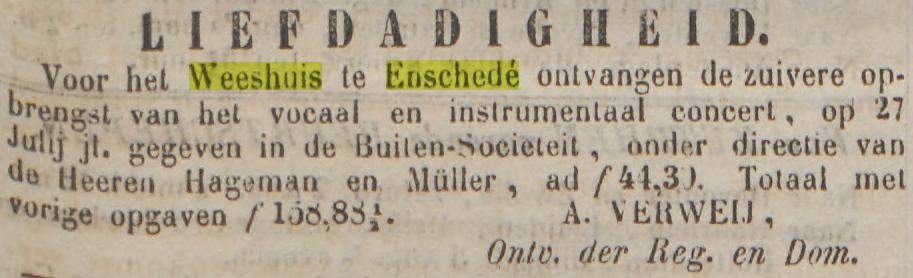 LIEFDADIGHEID.
Voor het Weeshuis te Enschedé ontvangen de zuivere op-
brengst van het vocaal en instrumentaal concert, op 27
Julij jt. gegeven in de Buiten-Societeit, onder directie van
de Heeren Hageman en Müller, ad ƒ 44,30. Totaal met
vorige opgaven ƒ 158,88½.
A. VERWEIJ,
Ontv. der Reg. en Dom.